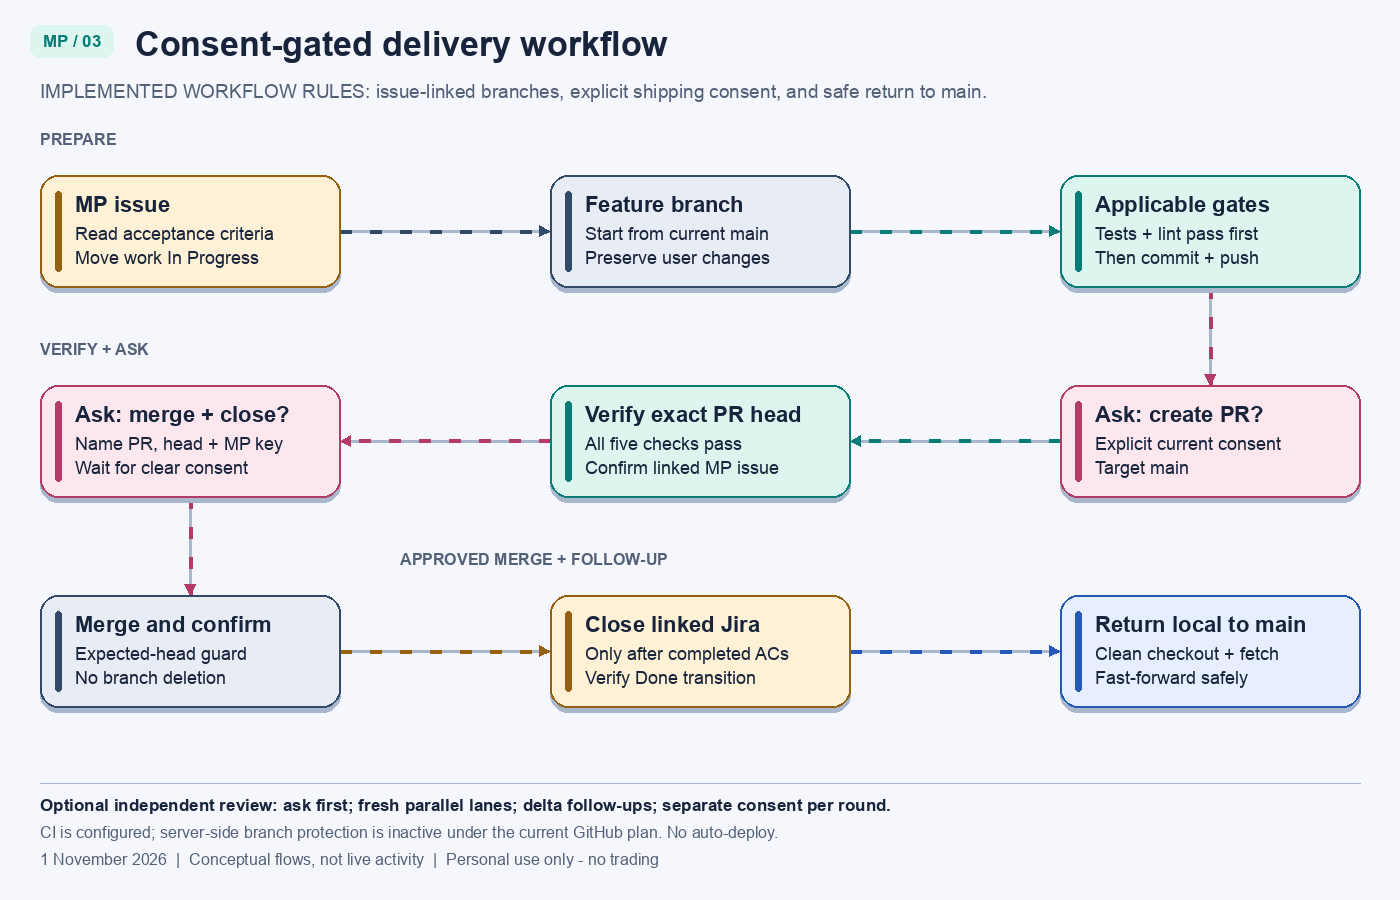 MP / 03
Consent-gated delivery workflow
IMPLEMENTED WORKFLOW RULES: issue-linked branches, explicit shipping consent, and safe return to main.
PREPARE
MP issue
Read acceptance criteria
Move work In Progress
Feature branch
Start from current main
Preserve user changes
Applicable gates
Tests + lint pass first
Then commit + push
VERIFY + ASK
Ask: merge + close?
Name PR, head + MP key
Wait for clear consent
Verify exact PR head
All five checks pass
Confirm linked MP issue
Ask: create PR?
Explicit current consent
Target main
APPROVED MERGE + FOLLOW-UP
Merge and confirm
Expected-head guard
No branch deletion
Close linked Jira
Only after completed ACs
Verify Done transition
Return local to main
Clean checkout + fetch
Fast-forward safely
Optional independent review: ask first; fresh parallel lanes; delta follow-ups; separate consent per round.
CI is configured; server-side branch protection is inactive under the current GitHub plan. No auto-deploy.
1 November 2026 | Conceptual flows, not live activity | Personal use only - no trading